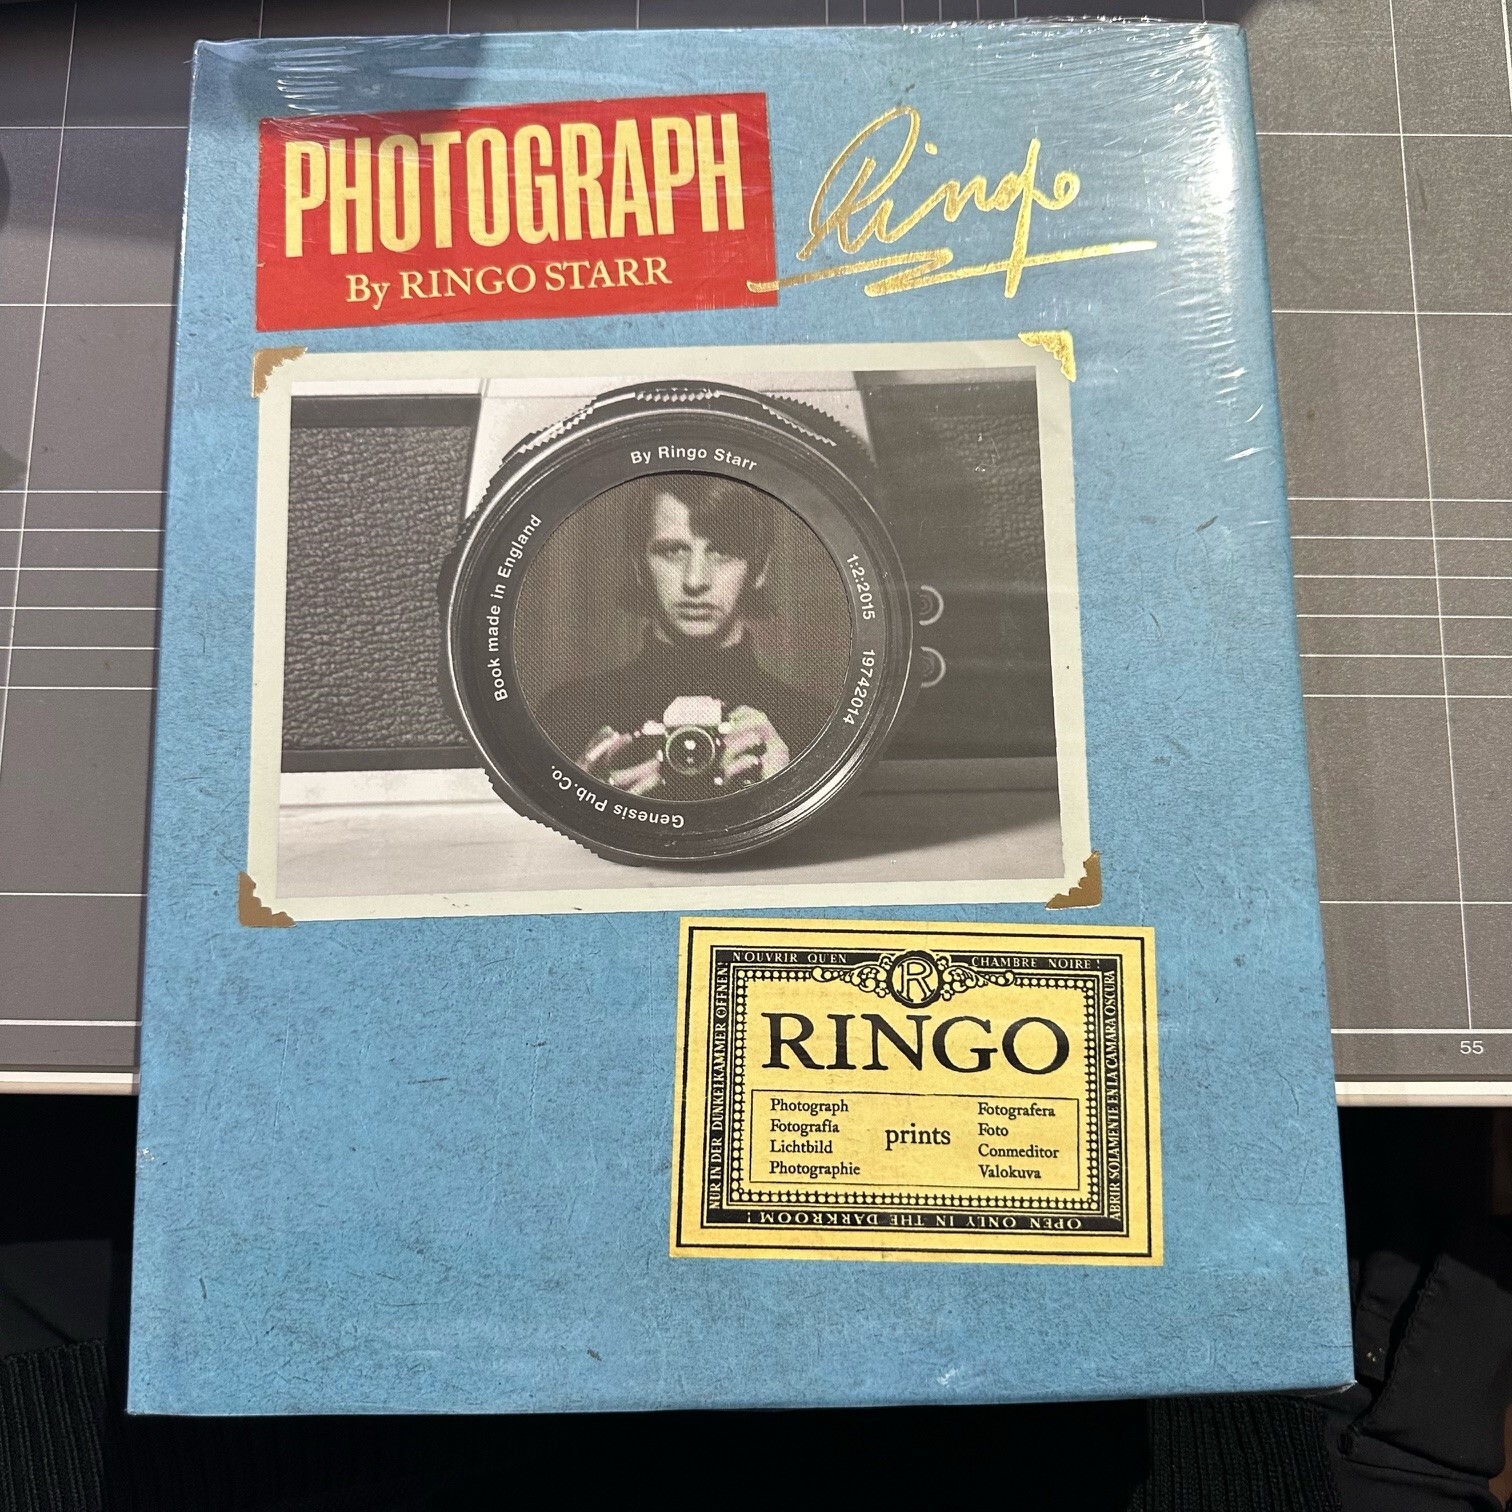 PHOTOGRAPH
By RINGO STARR
Ringo
By Ringo Starr
1:2:2015 19742014
Genesis Pub.Co.
Book made in England
N'OUVRIR QU'EN CHAMBRE NOIRE!
R
NUR IN DER DUNKELKAMMER ÖFFNEN!
ABRIR SOLAMENTE EN LA CAMARA OSCURA
RINGO
Photograph
Fotografía
Lichtbild
Photographie
prints
Fotografera
Foto
Conmeditor
Valokuva
OPEN ONLY IN THE DARKROOM!
55